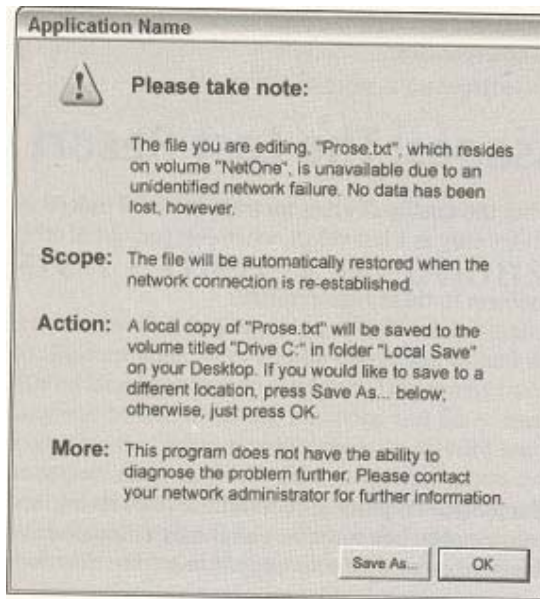 Application Name
Please take note:
The file you are editing, "Prose.txt", which resides
on volume "NetOne", is unavailable due to an
unidentified network failure. No data has been
lost, however.
Scope: The file will be automatically restored when the
network connection is re-established.
Action: A local copy of "Prose.txt" will be saved to the
volume titled "Drive C:" in folder "Local Save"
on your Desktop. If you would like to save to a
different location, press Save As... below;
otherwise, just press OK.
More: This program does not have the ability to
diagnose the problem further. Please contact
your network administrator for further information.
Save As... OK